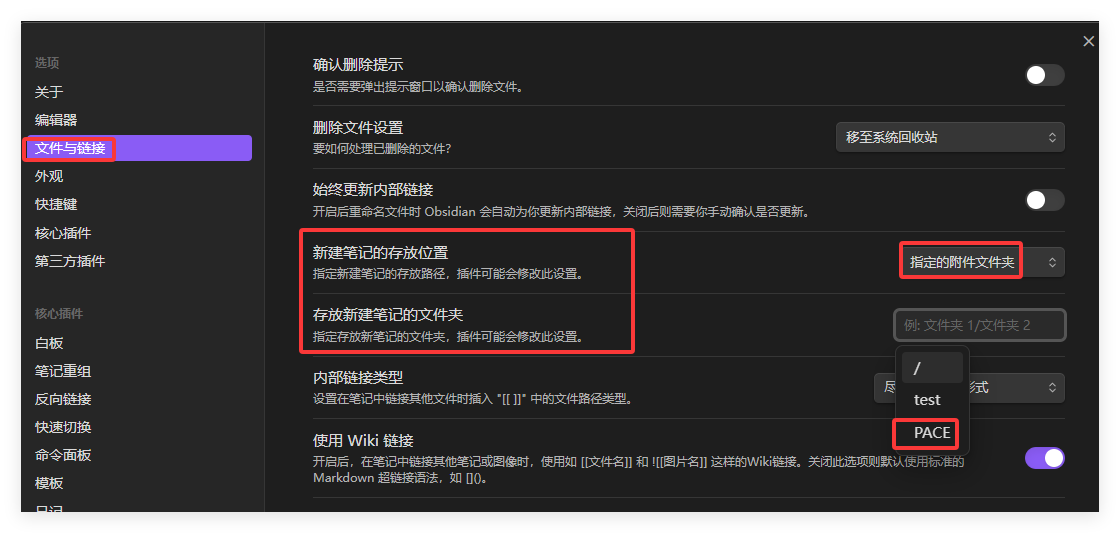 选项
关于
编辑器
文件与链接
外观
快捷键
核心插件
第三方插件
核心插件
白板
笔记重组
反向链接
快速切换
命令面板
模板
日记
确认删除提示
是否需要弹出提示窗口以确认删除文件。
删除文件设置
要如何处理已删除的文件?
移至系统回收站
始终更新内部链接
开启后重命名文件时 Obsidian 会自动为你更新内部链接，关闭后则需要你手动确认是否更新。
新建笔记的存放位置
指定新建笔记的存放路径，插件可能会修改此设置。
指定的附件文件夹
存放新建笔记的文件夹
指定存放新笔记的文件夹，插件可能会修改此设置。
例: 文件夹 1/文件夹 2
/
test
PACE
内部链接类型
设置在笔记中链接其他文件时插入 "[[ ]]" 中的文件路径类型。
形式
使用 Wiki 链接
开启后，在笔记中链接其他笔记或图像时，使用如 [[文件名]] 和 ![[图片名]] 这样的Wiki链接。关闭此选项则默认使用标准的
Markdown 超链接语法，如 []()。